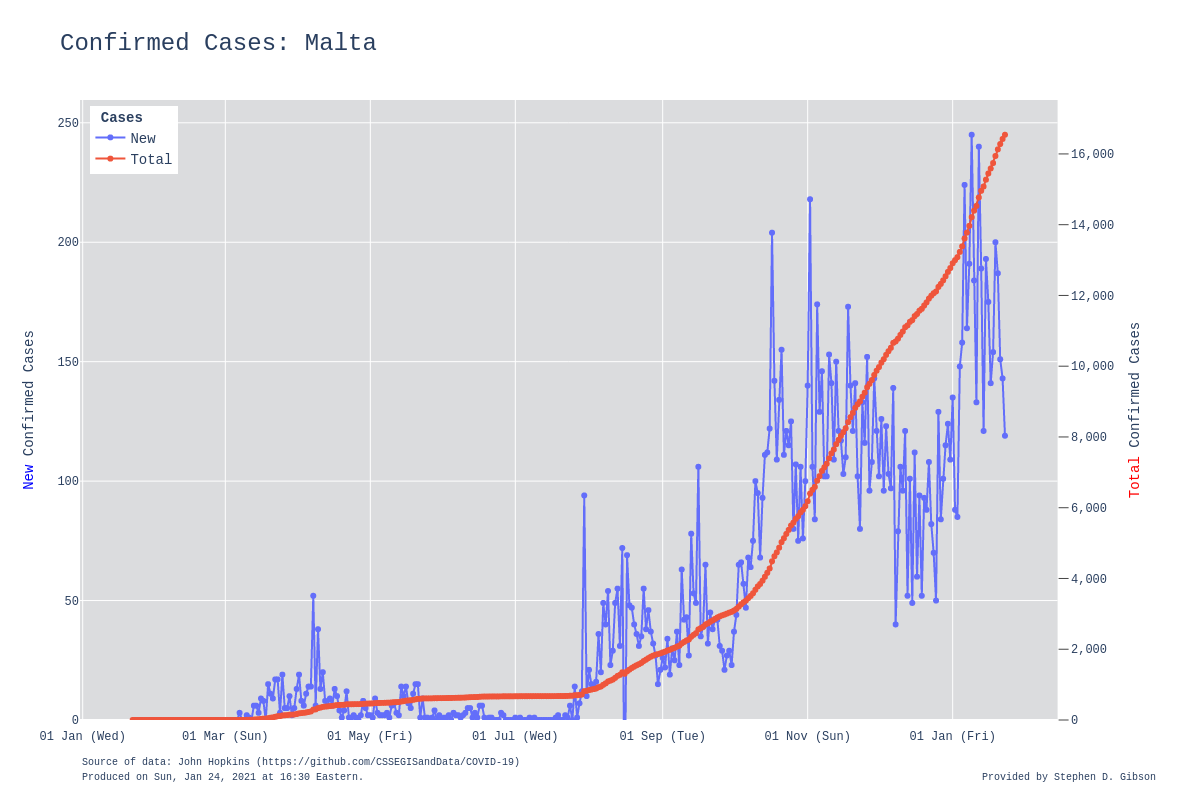 Confirmed Cases: Malta
Cases
New
Total
250
200
150
100
50
0
16,000
14,000
12,000
10,000
8,000
6,000
4,000
2,000
0
New Confirmed Cases
Total Confirmed Cases
01 Jan (Wed) 01 Mar (Sun) 01 May (Fri) 01 Jul (Wed) 01 Sep (Tue) 01 Nov (Sun) 01 Jan (Fri)
Source of data: John Hopkins (https://github.com/CSSEGISandData/COVID-19)
Produced on Sun, Jan 24, 2021 at 16:30 Eastern.
Provided by Stephen D. Gibson